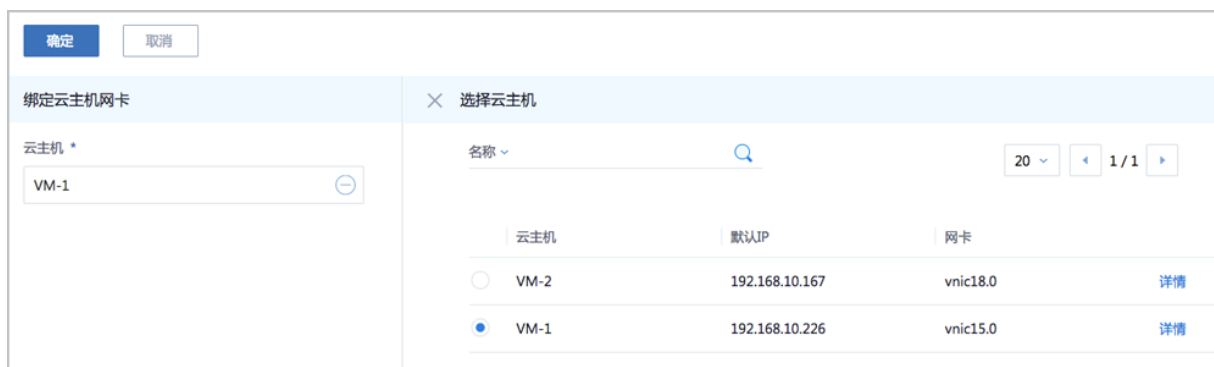 确定 取消
绑定云主机网卡
云主机 *
VM-1
选择云主机
名称
20 1 / 1
云主机 默认IP 网卡
VM-2 192.168.10.167 vnic18.0 详情
VM-1 192.168.10.226 vnic15.0 详情